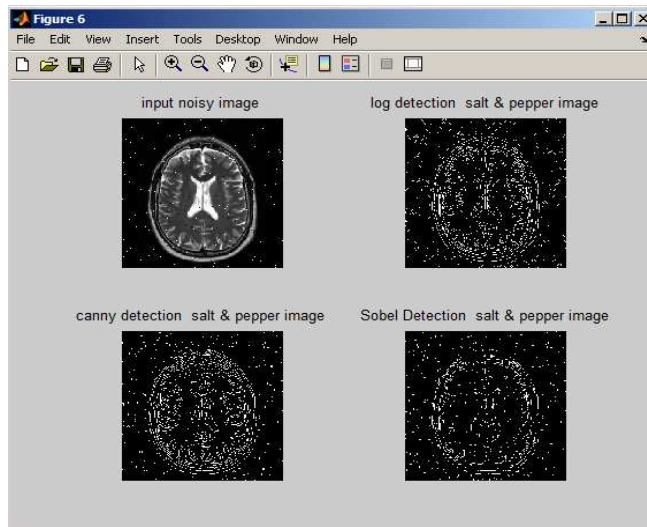 Figure 6
File Edit View Insert Tools Desktop Window Help
input noisy image
log detection salt & pepper image
canny detection salt & pepper image
Sobel Detection salt & pepper image